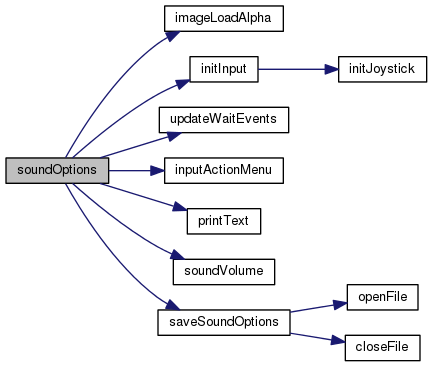 imageLoadAlpha
initInput
initJoystick
updateWaitEvents
soundOptions
inputActionMenu
printText
soundVolume
openFile
saveSoundOptions
closeFile